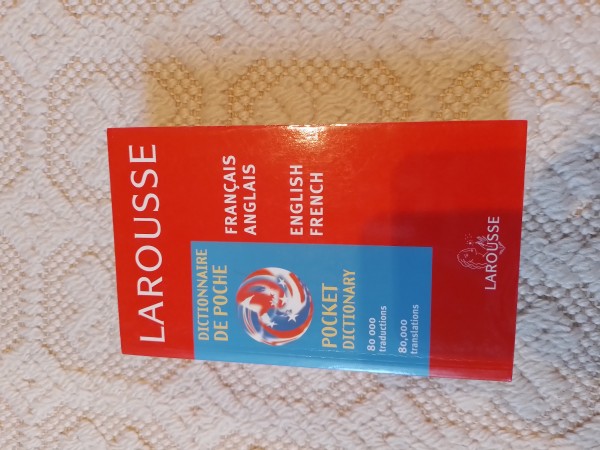 LAROUSSE
FRANÇAIS
ANGLAIS
ENGLISH
FRENCH
DICTIONNAIRE
DE POCHE
POCKET
DICTIONARY
80 000
traductions
80,000
translations
LAROUSSE